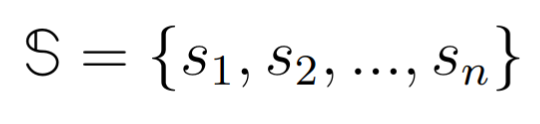 𝕊 = {s₁, s₂, ..., sₙ}